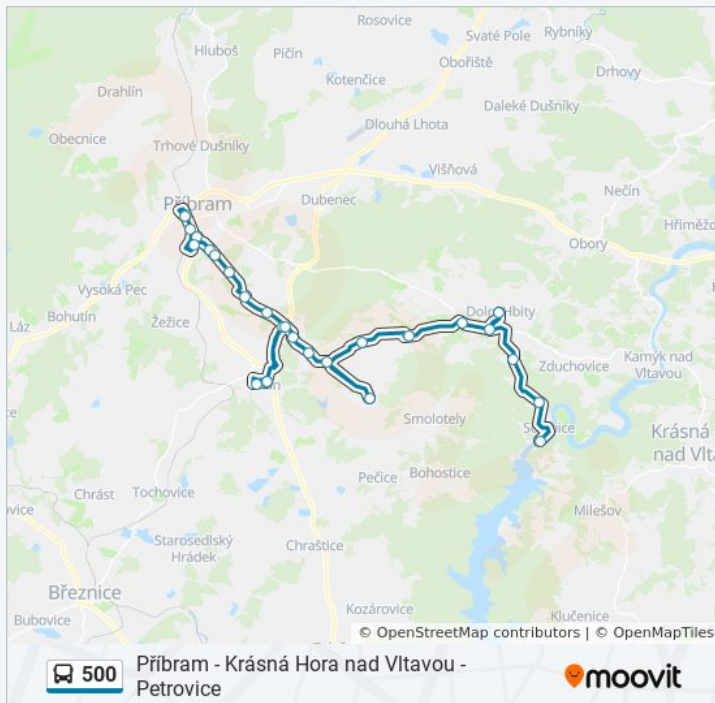 Rosovice
Hluboš
Pičín
Svaté Pole
Rybníky
Obořiště
Drahlín
Kotenčice
Drhovy
Daleké Dušníky
Obecnice
Trhové Dušníky
Dlouhá Lhota
Višňová
Příbram
Dubenec
Nečín
Hřiměžd
Obory
Vysoká Pec
Bohutín
Láz
Žežice
Dolní Hbity
Zduchovice
Kamýk nad
Vltavou
Smolotely
Krásná
nad Vlta
Pečice
Bohostice
Chrást
Tochovice
Milešov
Starosedlský
Hrádek
Chraštice
Březnice
Bubovice
Kozárovice
Klučenice
© OpenStreetMap contributors | © OpenMapTiles
500
Příbram - Krásná Hora nad Vltavou -
Petrovice
moovit